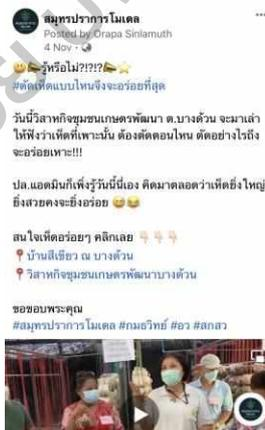 สมุทรปราการโมเดล
Posted by Orapa Sinlamuth
4 Nov ·
รู้หรือไม่?!?!?
#ตัดเห็ดแบบไหนจึงจะอร่อยที่สุด
วันนี้วิสาหกิจชุมชนเกษตรพัฒนา ต.บางด้วน จะมาเล่า
ให้ฟังว่าเห็ดที่เพาะนั้น ต้องตัดตอนไหน ตัดอย่างไรถึง
จะอร่อยเหาะ!!!
ปล.แอดมินก็เพิ่งรู้วันนี้นี่เอง คิดมาตลอดว่าเห็ดยิ่งใหญ่
ยิ่งสวยคงจะยิ่งอร่อย 😄😂
สนใจเห็ดอร่อยๆ คลิกเลย 👇👇👇
📍บ้านสีเขียว ณ บางด้วน
📍วิสาหกิจชุมชนเกษตรพัฒนาบางด้วน
ขอขอบพระคุณ
#สมุทรปราการโมเดล #กมธวิทย์ #อว #สกสว